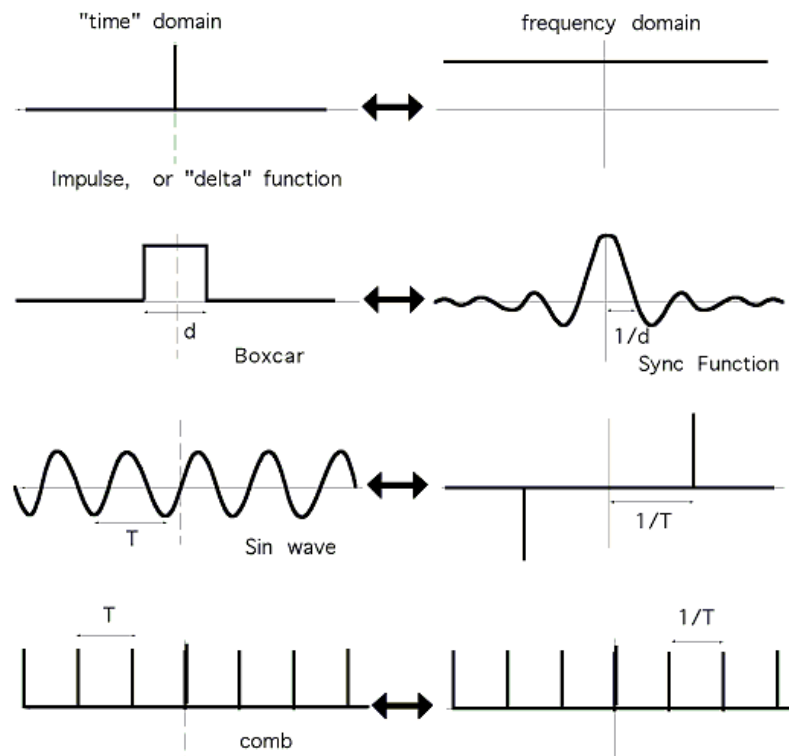 "time" domain
frequency domain
Impulse, or "delta" function
d
Boxcar
1/d
Sync Function
T
Sin wave
1/T
T
1/T
comb